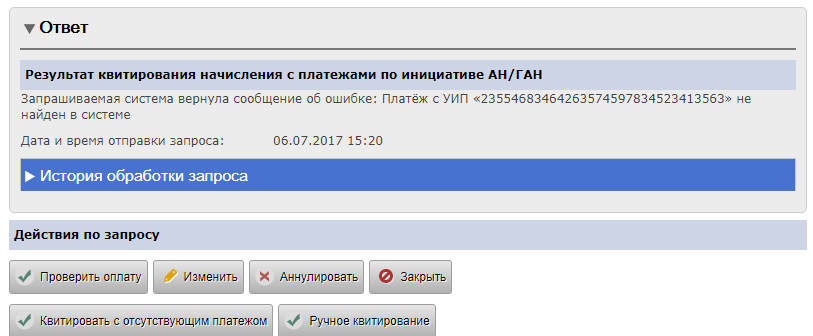 Ответ
Результат квитирования начисления с платежами по инициативе АН/ГАН
Запрашиваемая система вернула сообщение об ошибке: Платёж с УИП «23554683464263574597834523413563» не
найден в системе
Дата и время отправки запроса: 06.07.2017 15:20
История обработки запроса
Действия по запросу
Проверить оплату Изменить Аннулировать Закрыть
Квитировать с отсутствующим платежом Ручное квитирование